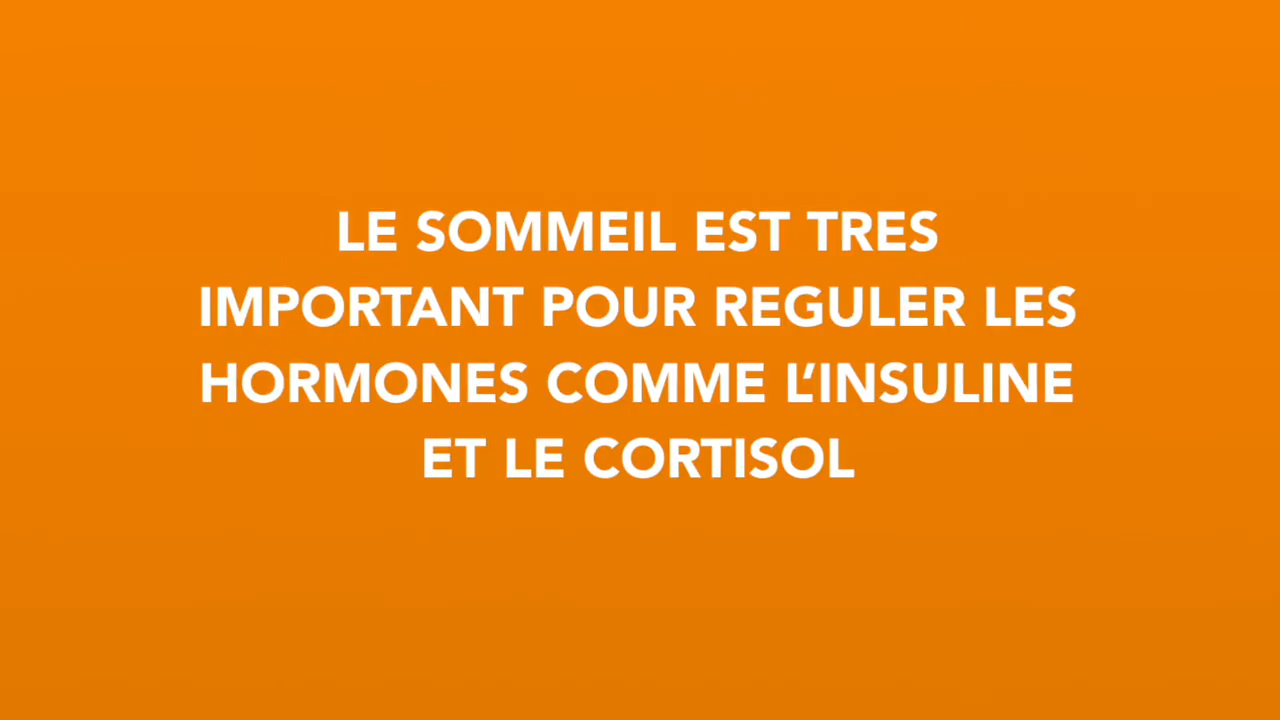 LE SOMMEIL EST TRES
IMPORTANT POUR REGULER LES
HORMONES COMME L’INSULINE
ET LE CORTISOL